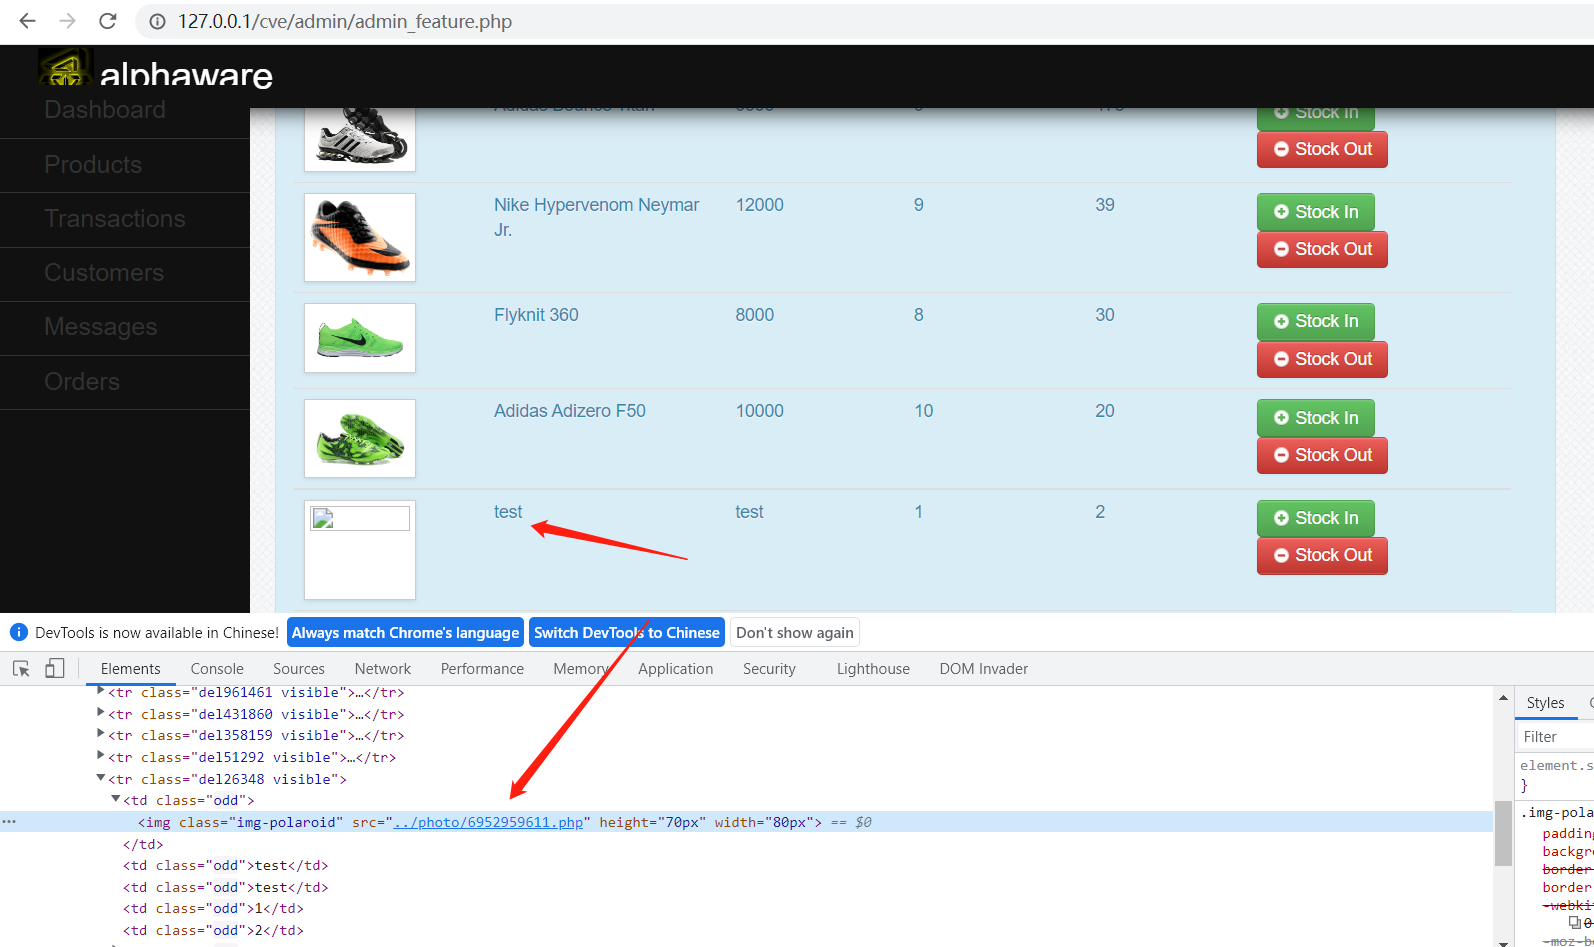 127.0.0.1/cve/admin/admin_feature.php
alphaware
Dashboard
Products
Transactions
Customers
Messages
Orders
Stock In
Stock Out
Nike Hypervenom Neymar Jr. 12000 9 39 Stock In
Stock Out
Flyknit 360 8000 8 30 Stock In
Stock Out
Adidas Adizero F50 10000 10 20 Stock In
Stock Out
test test 1 2 Stock In
Stock Out
DevTools is now available in Chinese! Always match Chrome's language Switch DevTools to Chinese Don't show again
Elements Console Sources Network Performance Memory Application Security Lighthouse DOM Invader
<tr class="del961461 visible">…</tr>
<tr class="del431860 visible">…</tr>
<tr class="del358159 visible">…</tr>
<tr class="del51292 visible">…</tr>
<tr class="del26348 visible">
<td class="odd">
<img class="img-polaroid" src="../photo/6952959611.php" height="70px" width="80px"> == $0
</td>
<td class="odd">test</td>
<td class="odd">test</td>
<td class="odd">1</td>
<td class="odd">2</td>
Styles
Filter
element.s
}
.img-pola
padding
backgr
border
border
-webki
0
-moz-b